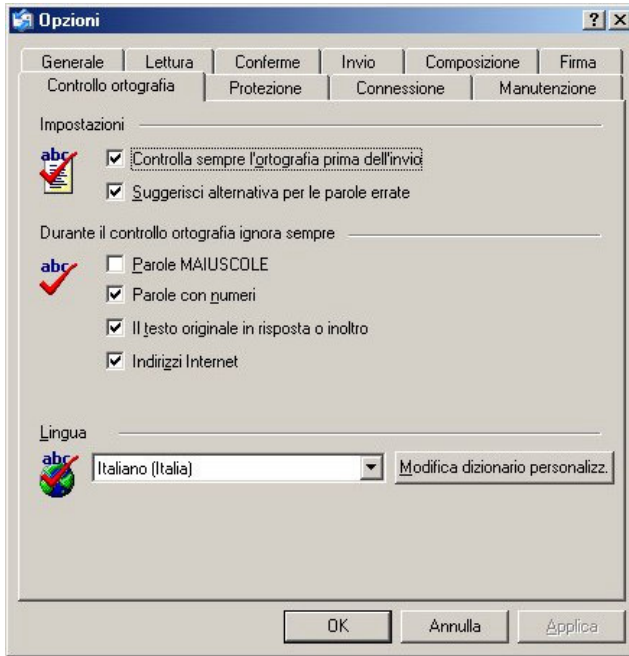 Opzioni
Generale Lettura Conferme Invio Composizione Firma
Controllo ortografia Protezione Connessione Manutenzione
Impostazioni
abc
Controlla sempre l'ortografia prima dell'invio
Suggerisci alternativa per le parole errate
Durante il controllo ortografia ignora sempre
abc
Parole MAIUSCOLE
Parole con numeri
Il testo originale in risposta o inoltro
Indirizzi Internet
Lingua
abc
Italiano (Italia) Modifica dizionario personalizz.
OK Annulla Applica